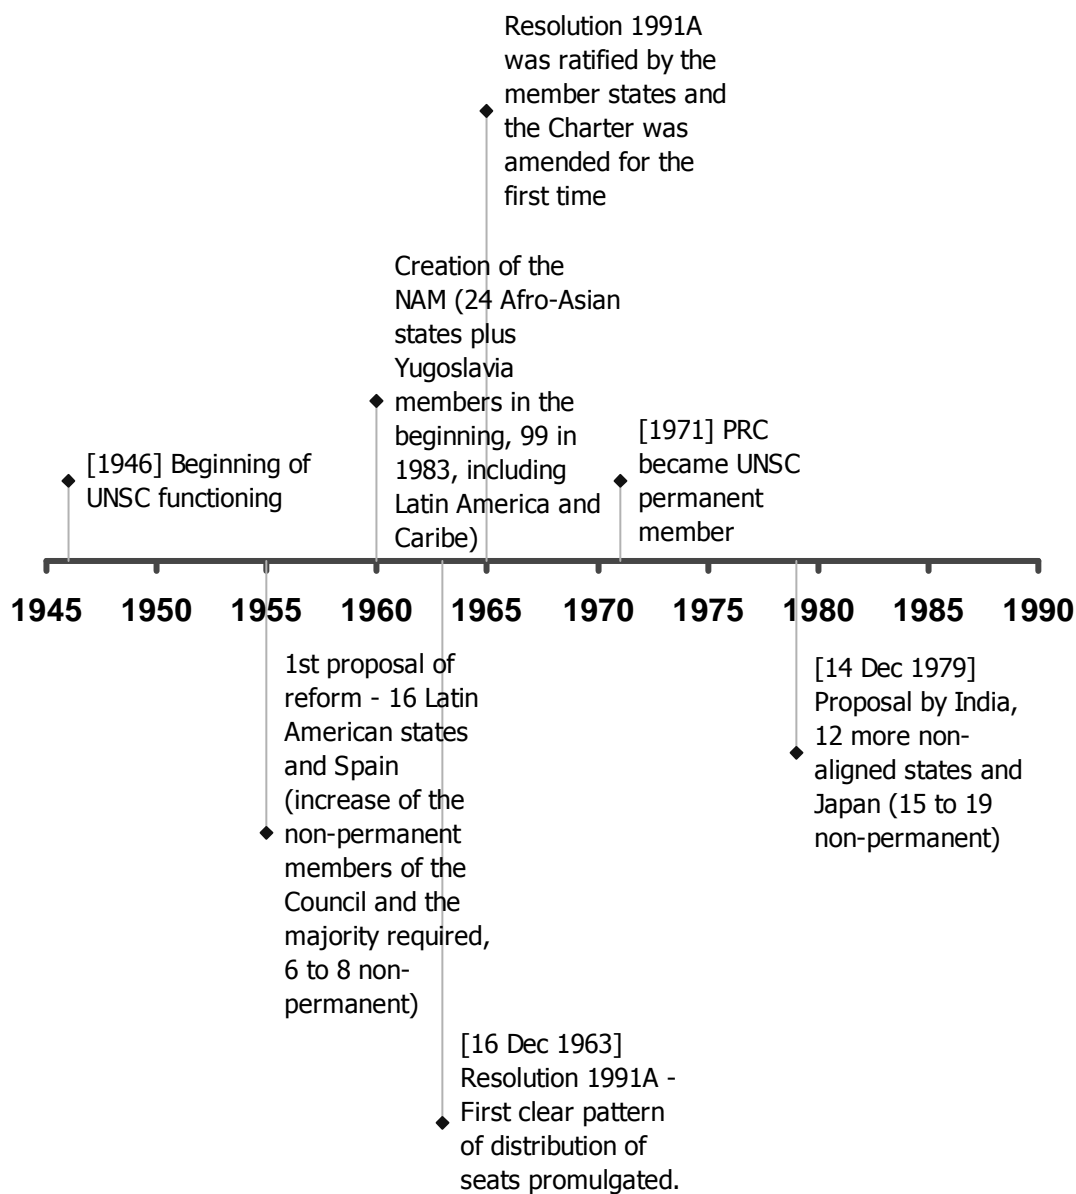 Resolution 1991A
was ratified by the
member states and
the Charter was
amended for the
first time
Creation of the
NAM (24 Afro-Asian
states plus
Yugoslavia
members in the
beginning, 99 in
1983, including
Latin America and
Caribe)
[1971] PRC
became UNSC
permanent
member
[1946] Beginning of
UNSC functioning
1945 1950 1955 1960 1965 1970 1975 1980 1985 1990
1st proposal of
reform - 16 Latin
American states
and Spain
(increase of the
non-permanent
members of the
Council and the
majority required,
6 to 8 non-
permanent)
[14 Dec 1979]
Proposal by India,
12 more non-
aligned states and
Japan (15 to 19
non-permanent)
[16 Dec 1963]
Resolution 1991A -
First clear pattern
of distribution of
seats promulgated.